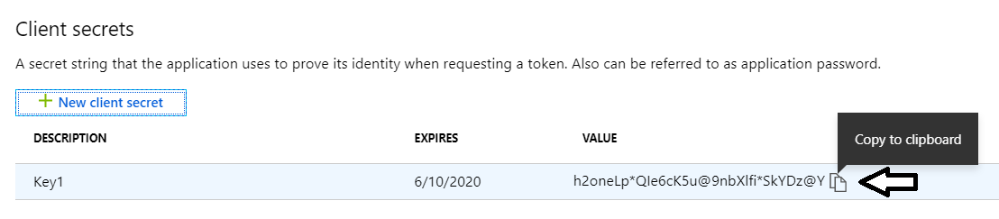 Client secrets
A secret string that the application uses to prove its identity when requesting a token. Also can be referred to as application password.
+ New client secret
Copy to clipboard
DESCRIPTION EXPIRES VALUE
Key1 6/10/2020 h2oneLp*QIe6cK5u@9nbXlfi*SkYDz@Y